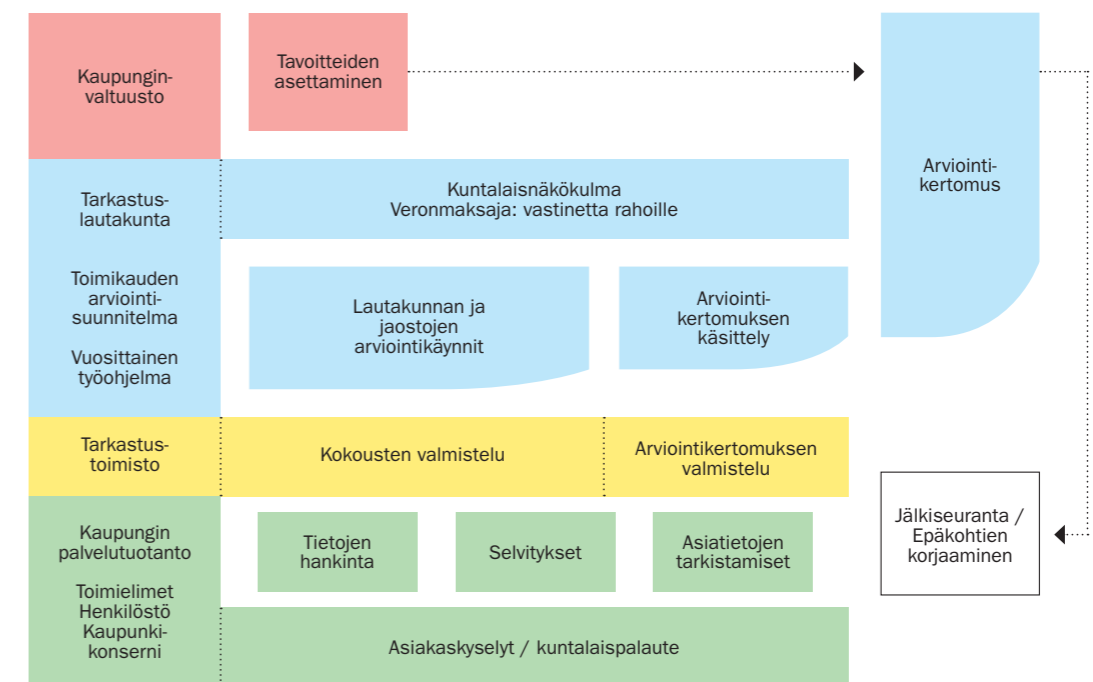 Kaupungin-
valtuusto
Tavoitteiden
asettaminen
Arviointi-
kertomus
Tarkastus-
lautakunta
Kuntalaisnäkökulma
Veronmaksaja: vastinetta rahoille
Toimikauden
arviointi-
suunnitelma
Vuosittainen
työohjelma
Lautakunnan ja
jaostojen
arviointikäynnit
Arviointi-
kertomuksen
käsittely
Tarkastus-
toimisto
Kokousten valmistelu
Arviointikertomuksen
valmistelu
Kaupungin
palvelutuotanto
Toimielimet
Henkilöstö
Kaupunki-
konserni
Tietojen
hankinta
Selvitykset
Asiatietojen
tarkistamiset
Jälkiseuranta /
Epäkohtien
korjaaminen
Asiakaskyselyt / kuntalaispalaute